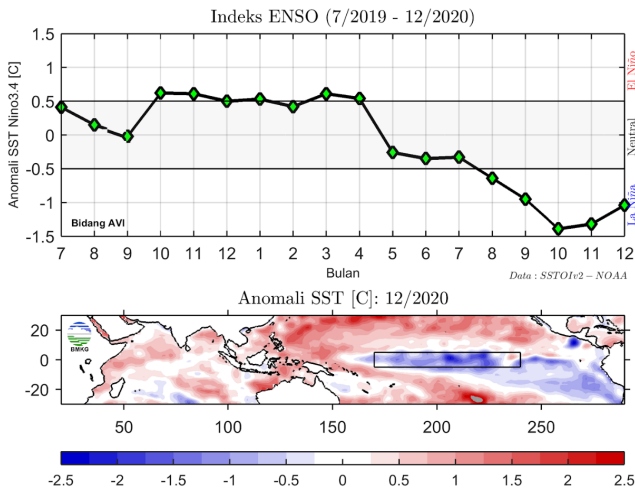 Indeks ENSO (7/2019 - 12/2020)
1.5
1
0.5
0
-0.5
-1
-1.5
Anomali SST Nino3.4 [C]
El Niño
Neutral
La Niña
Bidang AVI
7 8 9 10 11 12 1 2 3 4 5 6 7 8 9 10 11 12
Bulan
Data : SSTOIv2 - NOAA
Anomali SST [C]: 12/2020
20
0
-20
BMKG
50 100 150 200 250
-2.5 -2 -1.5 -1 -0.5 0 0.5 1 1.5 2 2.5